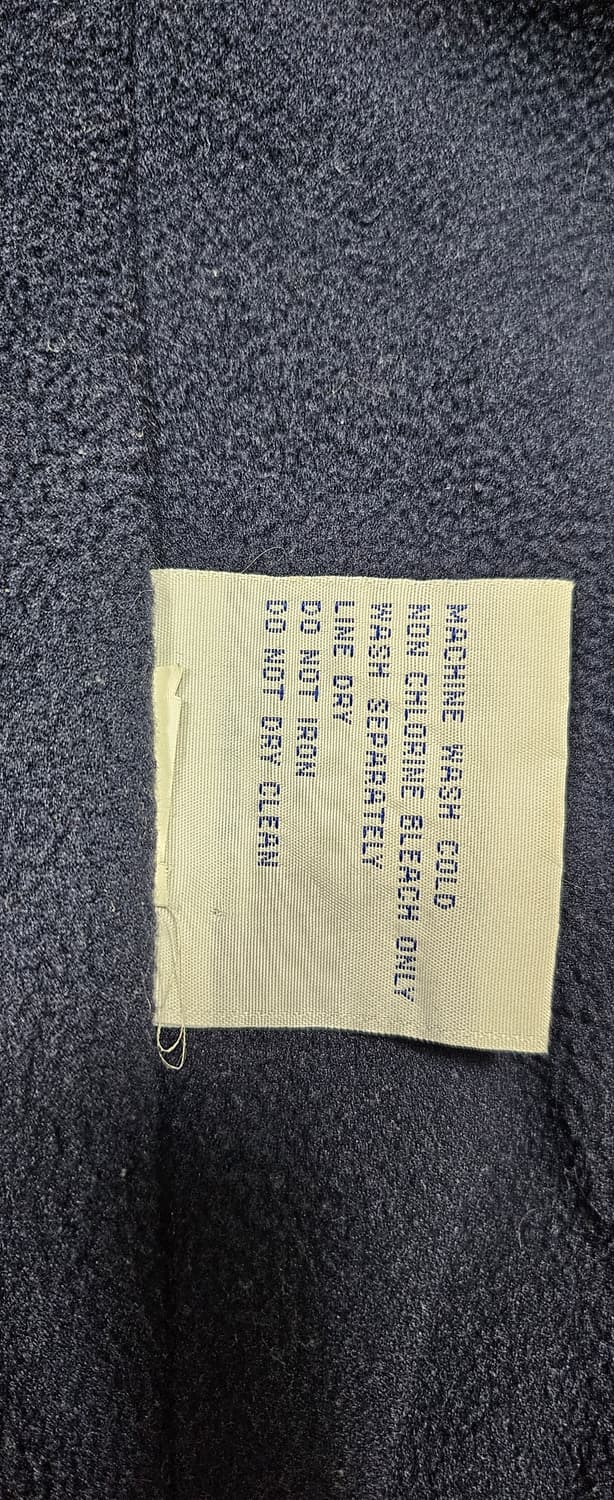 MACHINE WASH COLD
NON CHLORINE BLEACH ONLY
WASH SEPARATELY
LINE DRY
DO NOT IRON
DO NOT DRY CLEAN